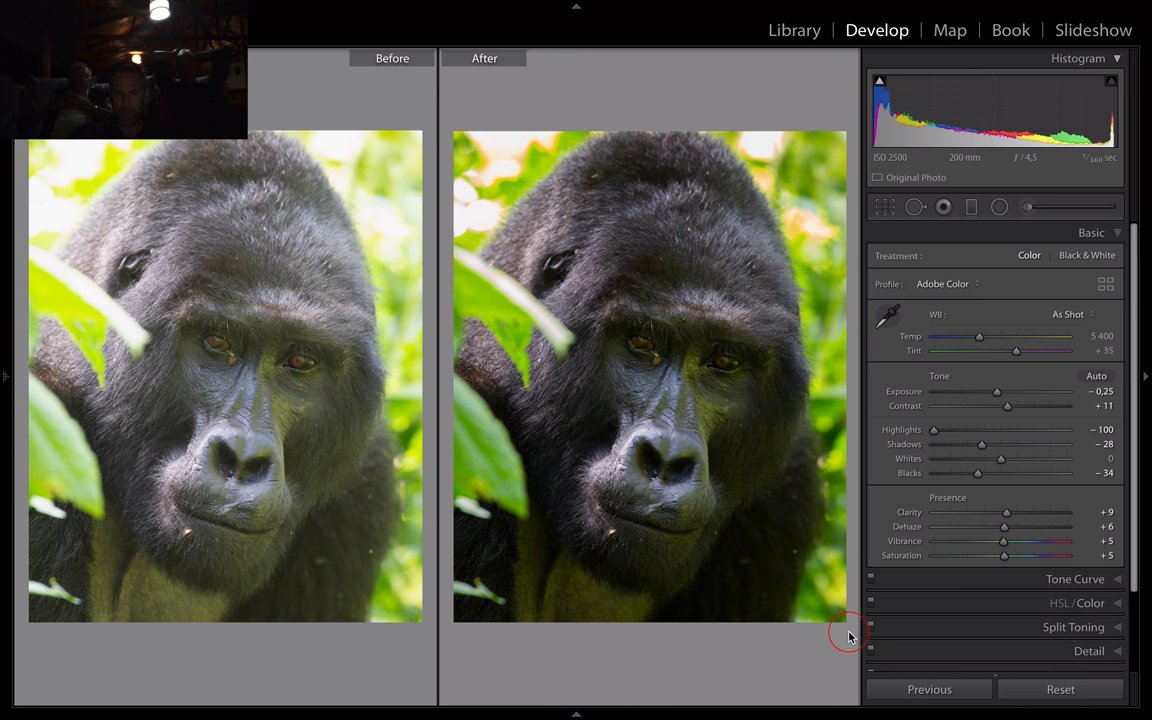 Library | Develop | Map | Book | Slideshow
Before
After
Histogram
ISO 2500 200 mm ƒ / 4,5 1/160 sec
Original Photo
Basic
Treatment : Color | Black & White
Profile : Adobe Color
WB : As Shot
Temp 5 400
Tint + 35
Tone Auto
Exposure − 0,25
Contrast + 11
Highlights − 100
Shadows − 28
Whites 0
Blacks − 34
Presence
Clarity + 9
Dehaze + 6
Vibrance + 5
Saturation + 5
Tone Curve
HSL / Color
Split Toning
Detail
Previous
Reset